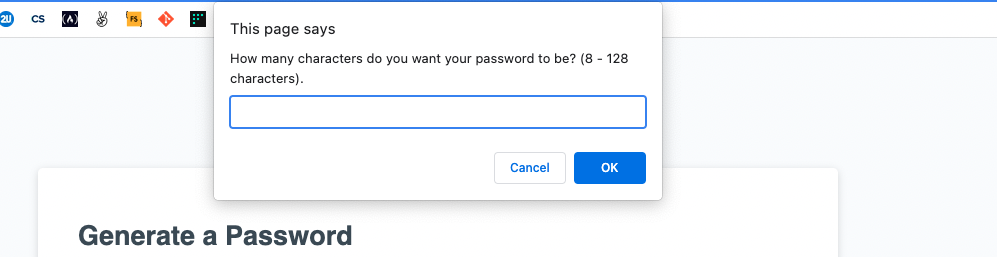 2U CS (A) FS
This page says
How many characters do you want your password to be? (8 - 128
characters).
Cancel OK
Generate a Password